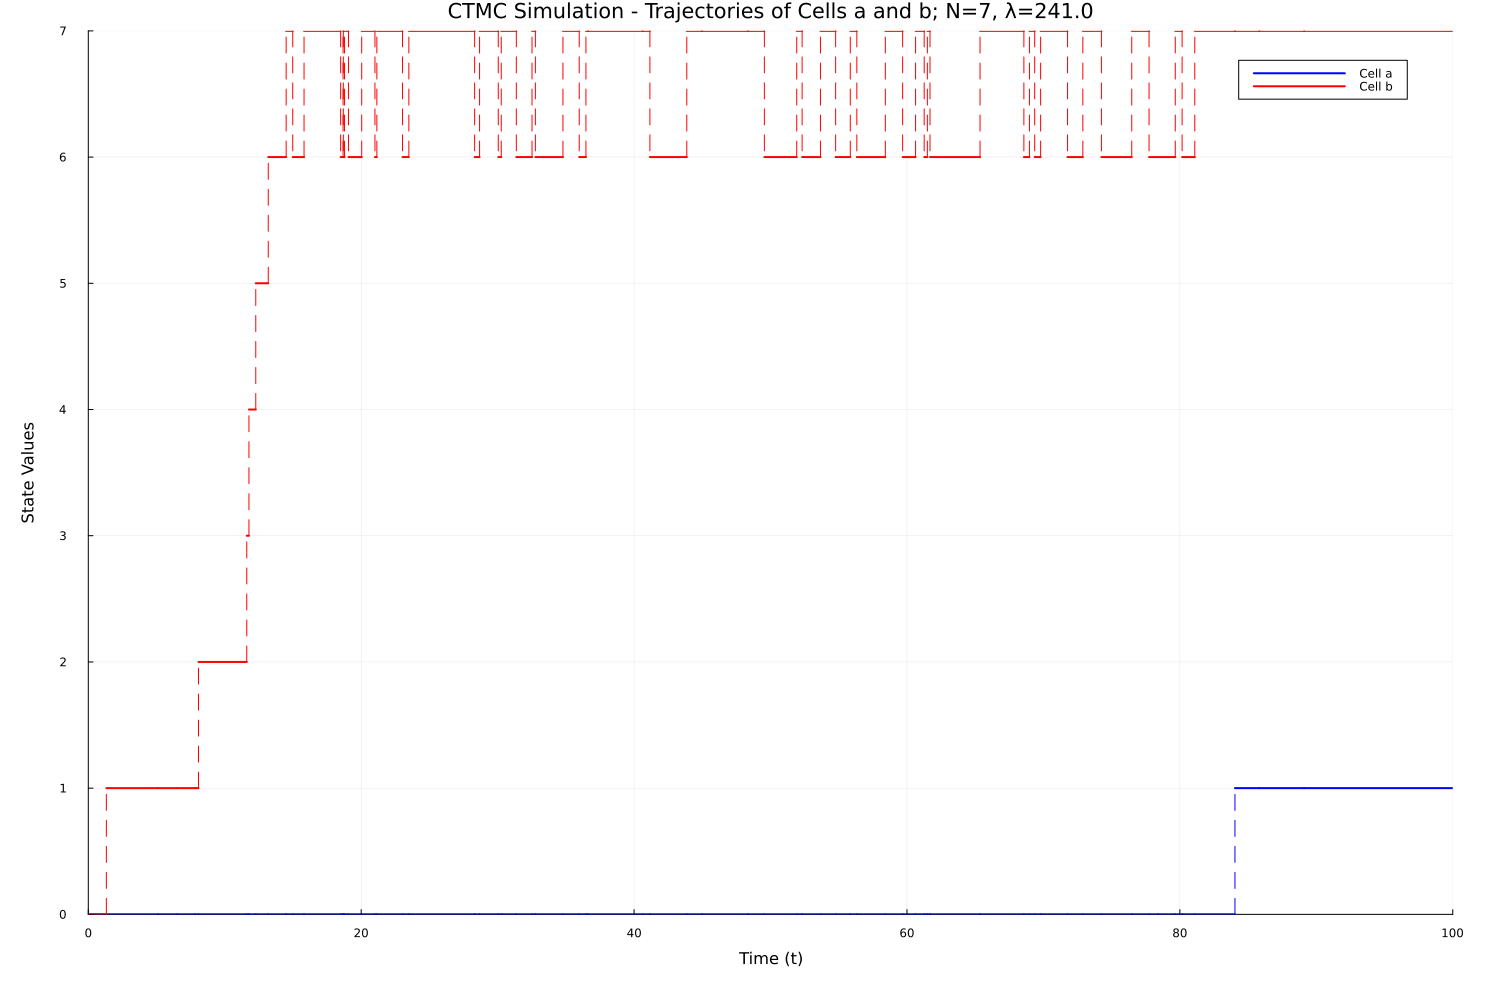 CTMC Simulation - Trajectories of Cells a and b; N=7, λ=241.0
7
Cell a
Cell b
6
5
4
3
2
1
0
State Values
0 20 40 60 80 100
Time (t)